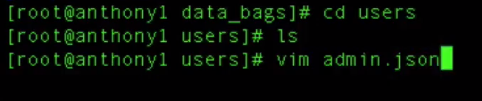 [root@anthony1 data_bags]# cd users
[root@anthony1 users]# ls
[root@anthony1 users]# vim admin.json